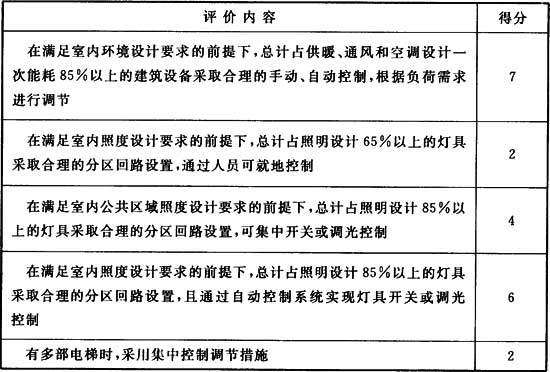 评价内容 得分
在满足室内环境设计要求的前提下,总计占供暖、通风和空调设计一
次能耗85%以上的建筑设备采取合理的手动、自动控制,根据负荷需求
进行调节
7
在满足室内照度设计要求的前提下,总计占照明设计65%以上的灯具
采取合理的分区回路设置,通过人员可就地控制
2
在满足室内公共区域照度设计要求的前提下,总计占照明设计85%以
上的灯具采取合理的分区回路设置,可集中开关或调光控制
4
在满足室内照度设计要求的前提下,总计占照明设计85%以上的灯具
采取合理的分区回路设置,且通过自动控制系统实现灯具开关或调光
控制
6
有多部电梯时,采用集中控制调节措施 2